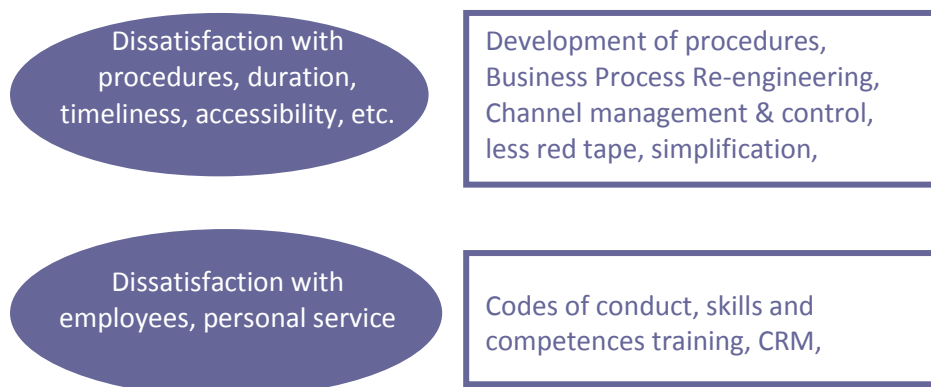 Dissatisfaction with
procedures, duration,
timeliness, accessibility, etc.
Development of procedures,
Business Process Re-engineering,
Channel management & control,
less red tape, simplification,
Dissatisfaction with
employees, personal service
Codes of conduct, skills and
competences training, CRM,